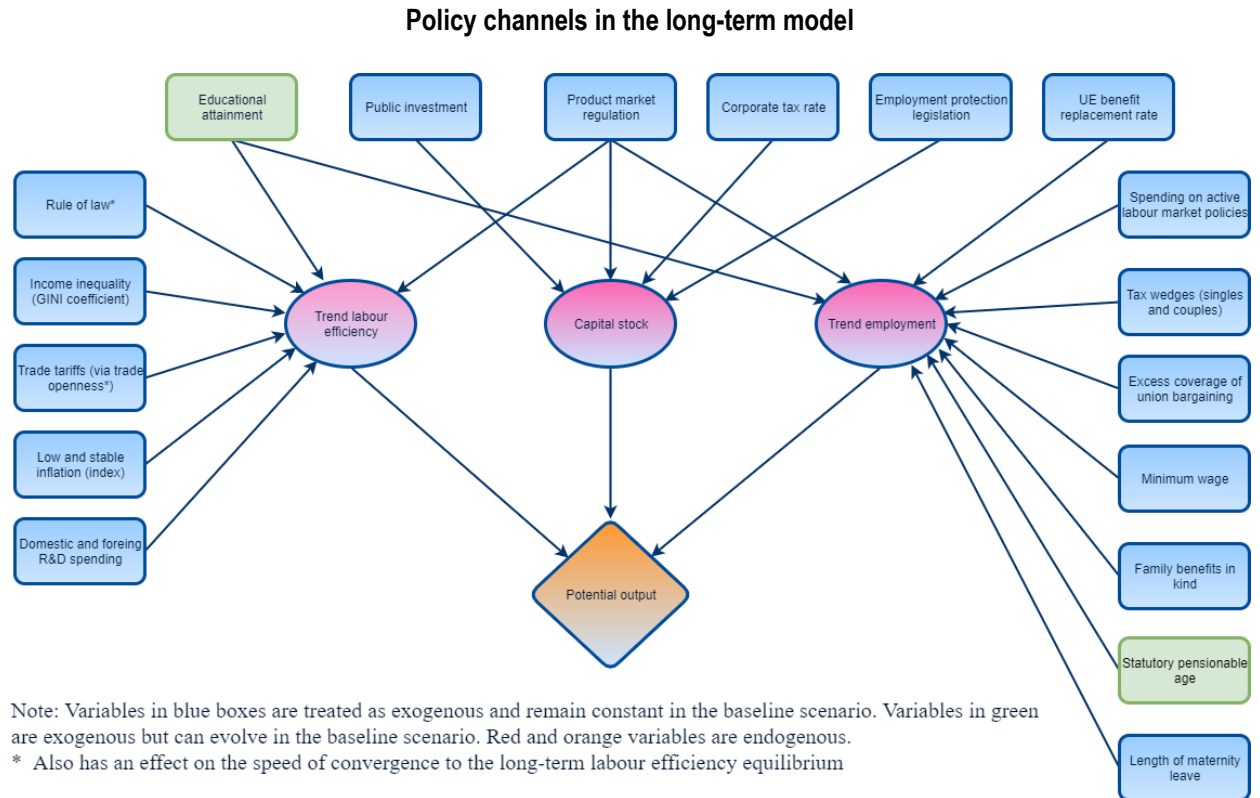 Policy channels in the long-term model
Educational
attainment
Public investment
Product market
regulation
Corporate tax rate
Employment protection
legislation
UE benefit
replacement rate
Rule of law*
Income inequality
(GINI coefficient)
Trade tariffs (via trade
openness*)
Low and stable
inflation (index)
Domestic and foreing
R&D spending
Trend labour
efficiency
Capital stock
Trend employment
Spending on active
labour market policies
Tax wedges (singles
and couples)
Excess coverage of
union bargaining
Minimum wage
Family benefits in
kind
Statutory pensionable
age
Length of maternity
leave
Potential output
Note: Variables in blue boxes are treated as exogenous and remain constant in the baseline scenario. Variables in green
are exogenous but can evolve in the baseline scenario. Red and orange variables are endogenous.
* Also has an effect on the speed of convergence to the long-term labour efficiency equilibrium